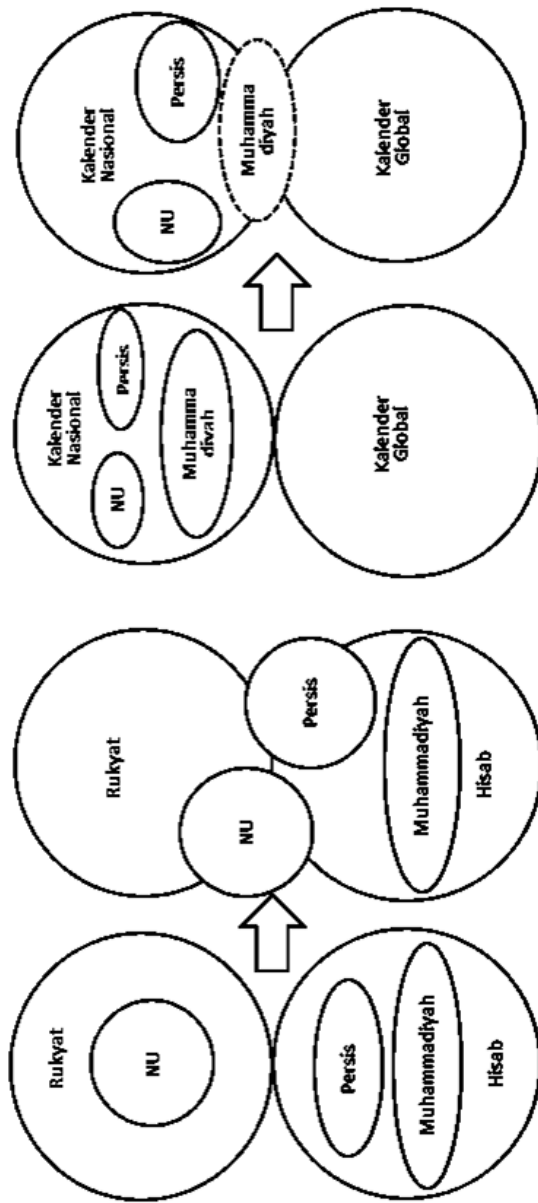 Rukyat
NU
Persis
Muhammadiyah
Hisab
Rukyat
NU
Persis
Muhammadiyah
Hisab
Kalender
Nasional
NU
Persis
Muhamma
diyah
Kalender
Global
Kalender
Nasional
NU
Persis
Muhamma
diyah
Kalender
Global